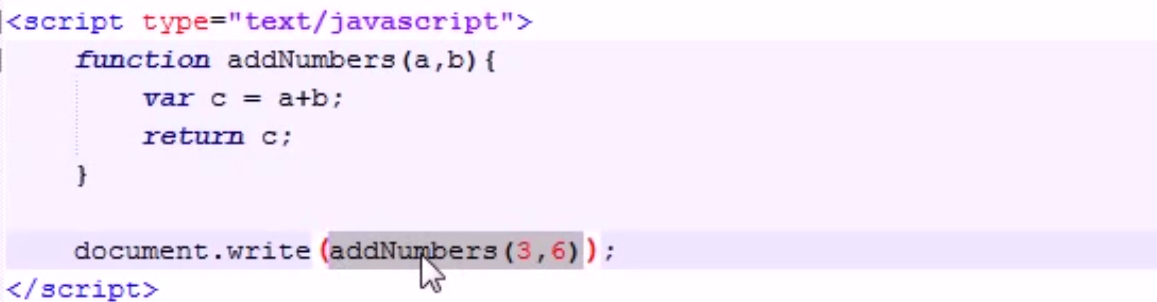 <script type="text/javascript">
function addNumbers(a,b){
var c = a+b;
return c;
}
document.write(addNumbers(3,6));
</script>